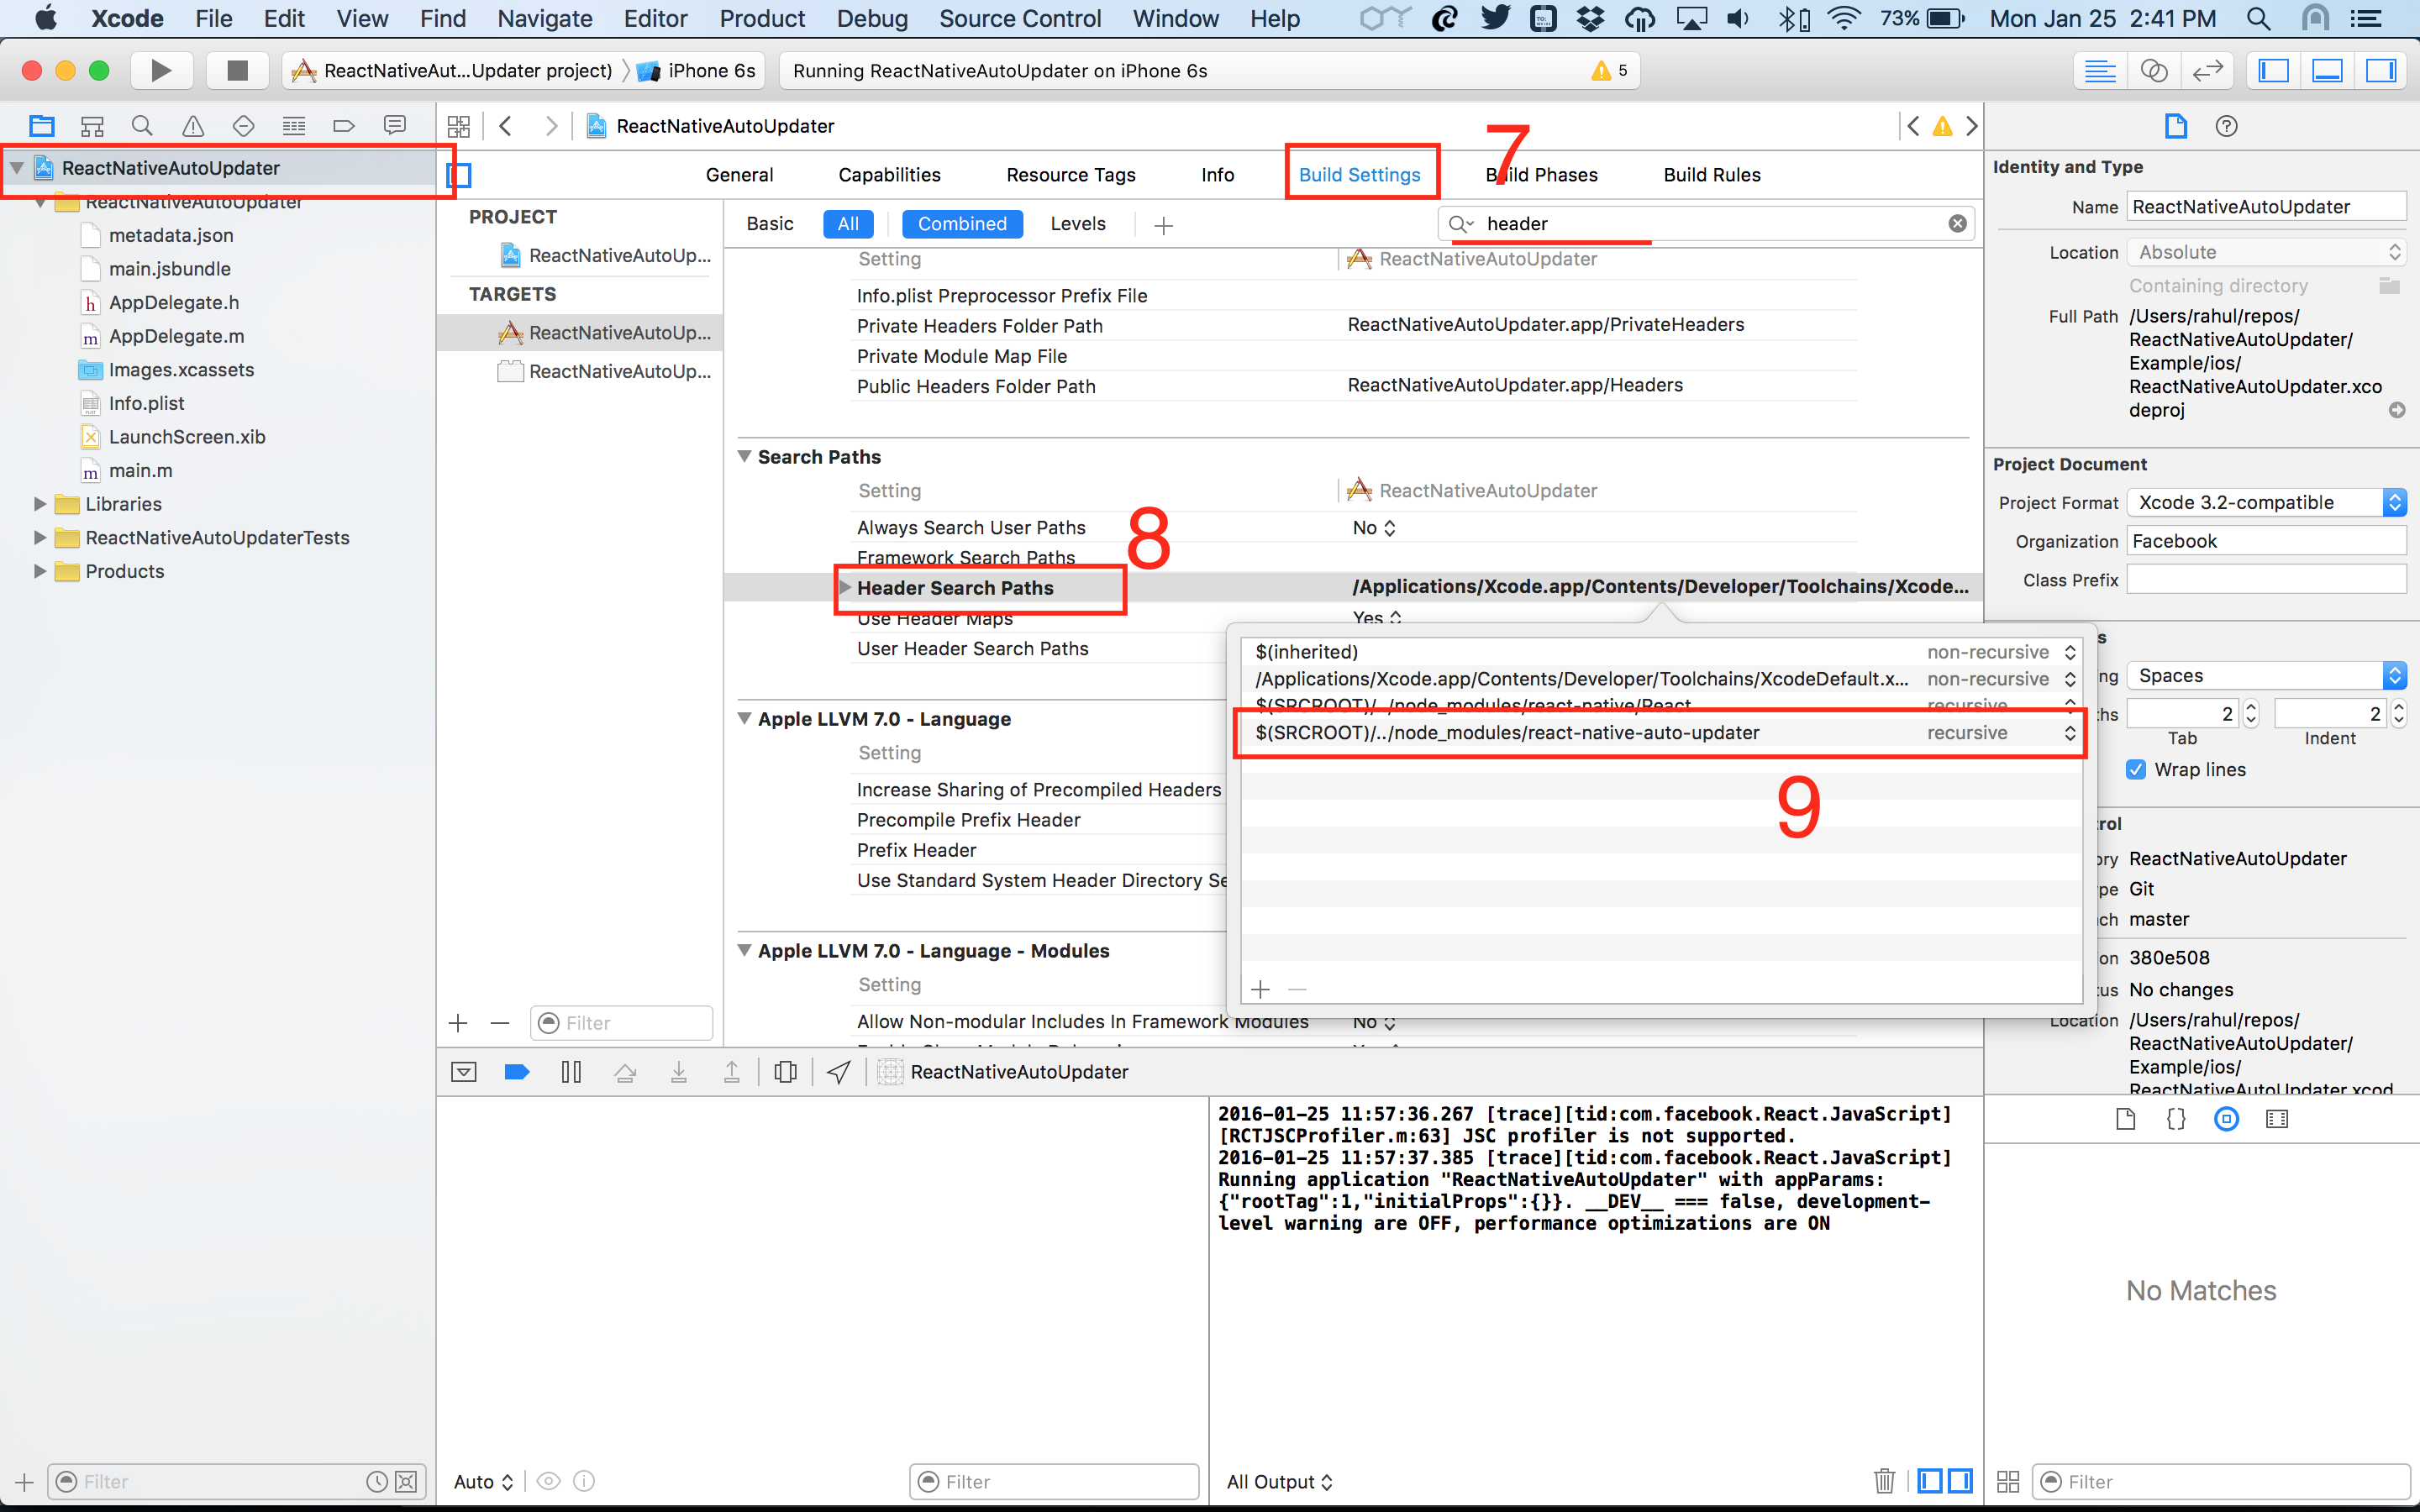 Xcode File Edit View Find Navigate Editor Product Debug Source Control Window Help 73% Mon Jan 25 2:41 PM
ReactNativeAut...Updater project) iPhone 6s Running ReactNativeAutoUpdater on iPhone 6s 5
ReactNativeAutoUpdater
ReactNativeAutoUpdater
ReactNativeAutoUpdater
metadata.json
main.jsbundle
AppDelegate.h
AppDelegate.m
Images.xcassets
Info.plist
LaunchScreen.xib
main.m
Libraries
ReactNativeAutoUpdaterTests
Products
Filter
General Capabilities Resource Tags Info Build Settings Build Phases Build Rules
7
PROJECT
ReactNativeAutoUp...
TARGETS
ReactNativeAutoUp...
ReactNativeAutoUp...
Filter
Basic All Combined Levels header
Setting ReactNativeAutoUpdater
Info.plist Preprocessor Prefix File
Private Headers Folder Path ReactNativeAutoUpdater.app/PrivateHeaders
Private Module Map File
Public Headers Folder Path ReactNativeAutoUpdater.app/Headers
Search Paths
Setting ReactNativeAutoUpdater
8
Always Search User Paths No
Framework Search Paths
Header Search Paths /Applications/Xcode.app/Contents/Developer/Toolchains/Xcode...
Use Header Maps Yes
User Header Search Paths
$(inherited) non-recursive
/Applications/Xcode.app/Contents/Developer/Toolchains/XcodeDefault.x... non-recursive
$(SRCROOT)/../node_modules/react-native/React recursive
$(SRCROOT)/../node_modules/react-native-auto-updater recursive
9
Apple LLVM 7.0 - Language
Setting
Increase Sharing of Precompiled Headers
Precompile Prefix Header
Prefix Header
Use Standard System Header Directory Se
Apple LLVM 7.0 - Language - Modules
Setting
Allow Non-modular Includes In Framework Modules No
ReactNativeAutoUpdater
2016-01-25 11:57:36.267 [trace][tid:com.facebook.React.JavaScript]
[RCTJSCProfiler.m:63] JSC profiler is not supported.
2016-01-25 11:57:37.385 [trace][tid:com.facebook.React.JavaScript]
Running application "ReactNativeAutoUpdater" with appParams:
{"rootTag":1,"initialProps":{}}. __DEV__ === false, development-
level warning are OFF, performance optimizations are ON
Auto Filter All Output
Identity and Type
Name ReactNativeAutoUpdater
Location Absolute
Containing directory
Full Path /Users/rahul/repos/
ReactNativeAutoUpdater/
Example/ios/
ReactNativeAutoUpdater.xco
deproj
Project Document
Project Format Xcode 3.2-compatible
Organization Facebook
Class Prefix
s
ng Spaces
ths 2 2
Tab Indent
Wrap lines
rol
ory ReactNativeAutoUpdater
pe Git
ch master
on 380e508
tus No changes
Location /Users/rahul/repos/
ReactNativeAutoUpdater/
Example/ios/
ReactNativeAutoUpdater.xcod
No Matches
Filter